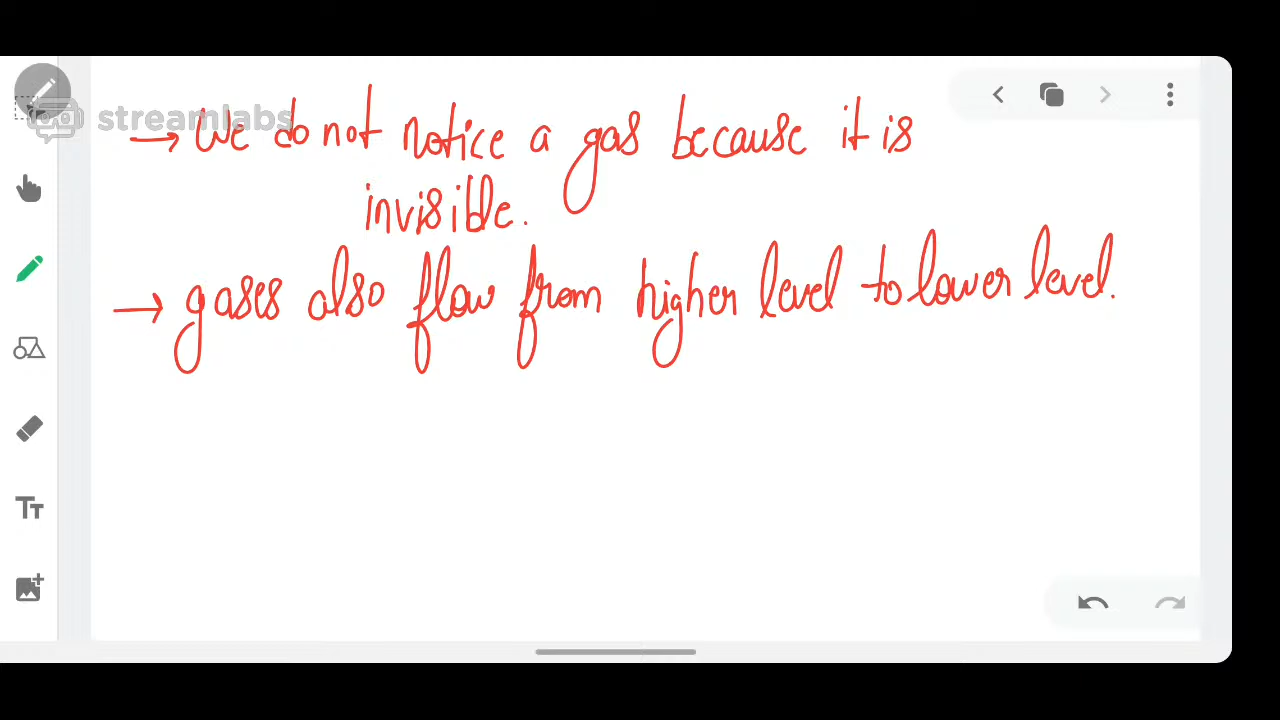 streamlabs
→ We do not notice a gas because it is
invisible.
→ gases also flow from higher level to lower level.
TT